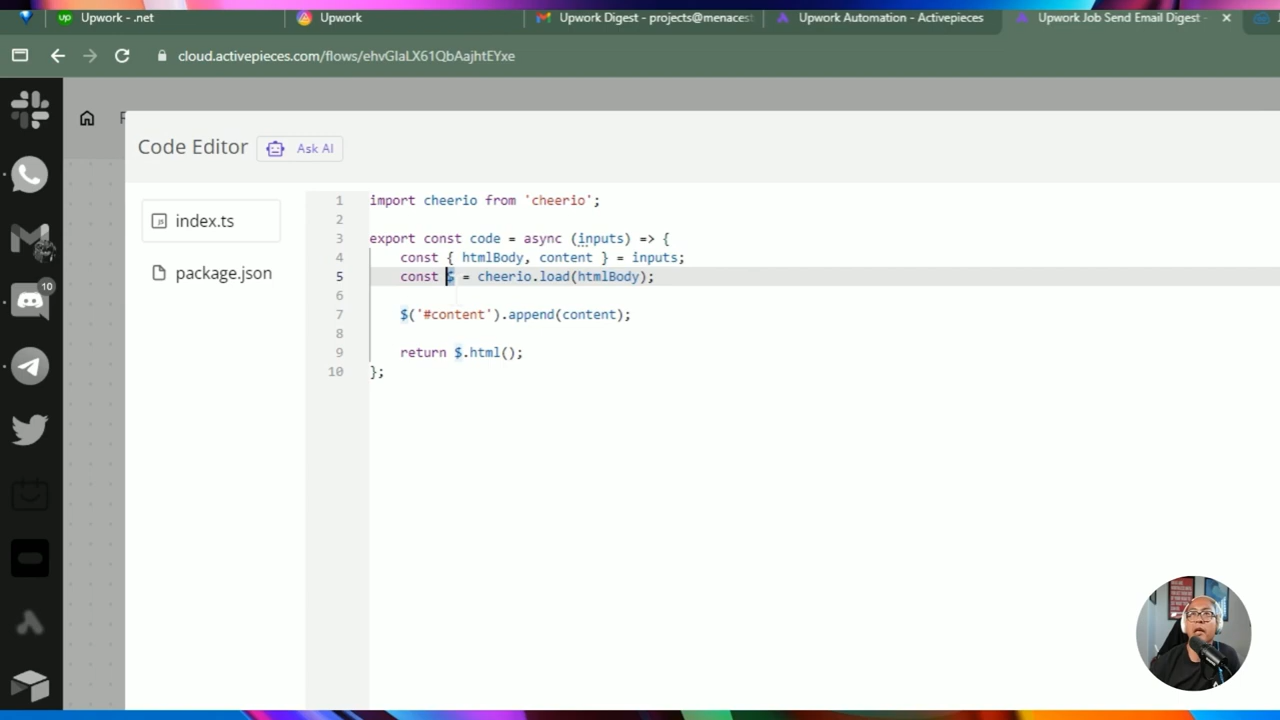 up Upwork - .net
Upwork
Upwork Digest - projects@menacest
Upwork Automation - Activepieces
Upwork Job Send Email Digest -
cloud.activepieces.com/flows/ehvGlaLX61QbAajhtEYxe
Code Editor
Ask AI
index.ts
package.json
10
1 import cheerio from 'cheerio';
2
3 export const code = async (inputs) => {
4 const { htmlBody, content } = inputs;
5 const $ = cheerio.load(htmlBody);
6
7 $('#content').append(content);
8
9 return $.html();
10 };